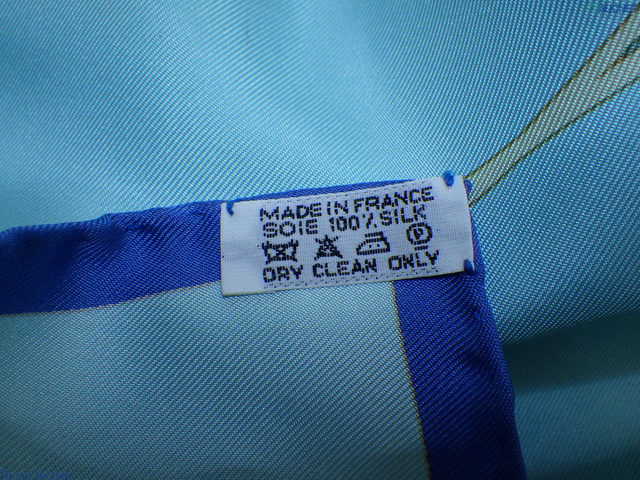 MADE IN FRANCE
SOIE 100% SILK
P
DRY CLEAN ONLY